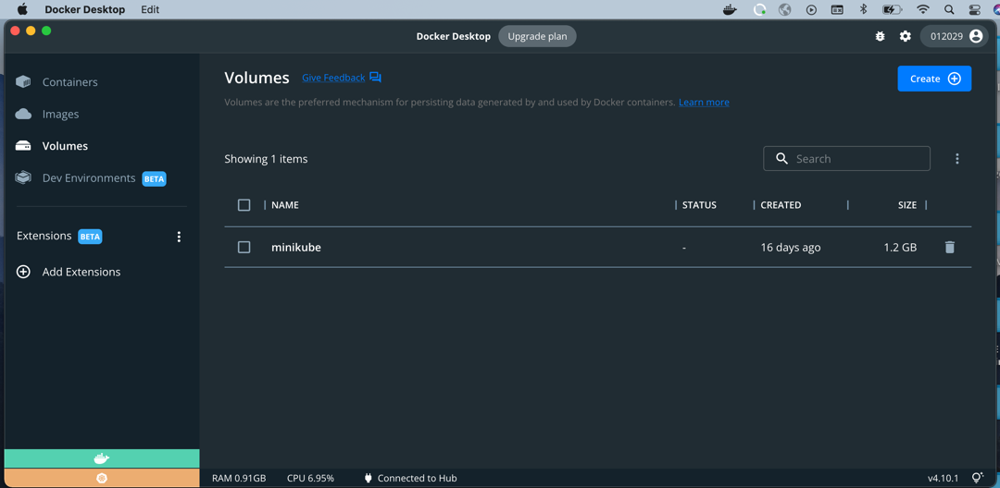 Docker Desktop Edit
Docker Desktop Upgrade plan 012029
Containers
Images
Volumes
Dev Environments BETA
Extensions BETA
Add Extensions
Volumes Give Feedback Create
Volumes are the preferred mechanism for persisting data generated by and used by Docker containers. Learn more
Showing 1 items Search
NAME STATUS CREATED SIZE
minikube - 16 days ago 1.2 GB
RAM 0.91GB CPU 6.95% Connected to Hub v4.10.1